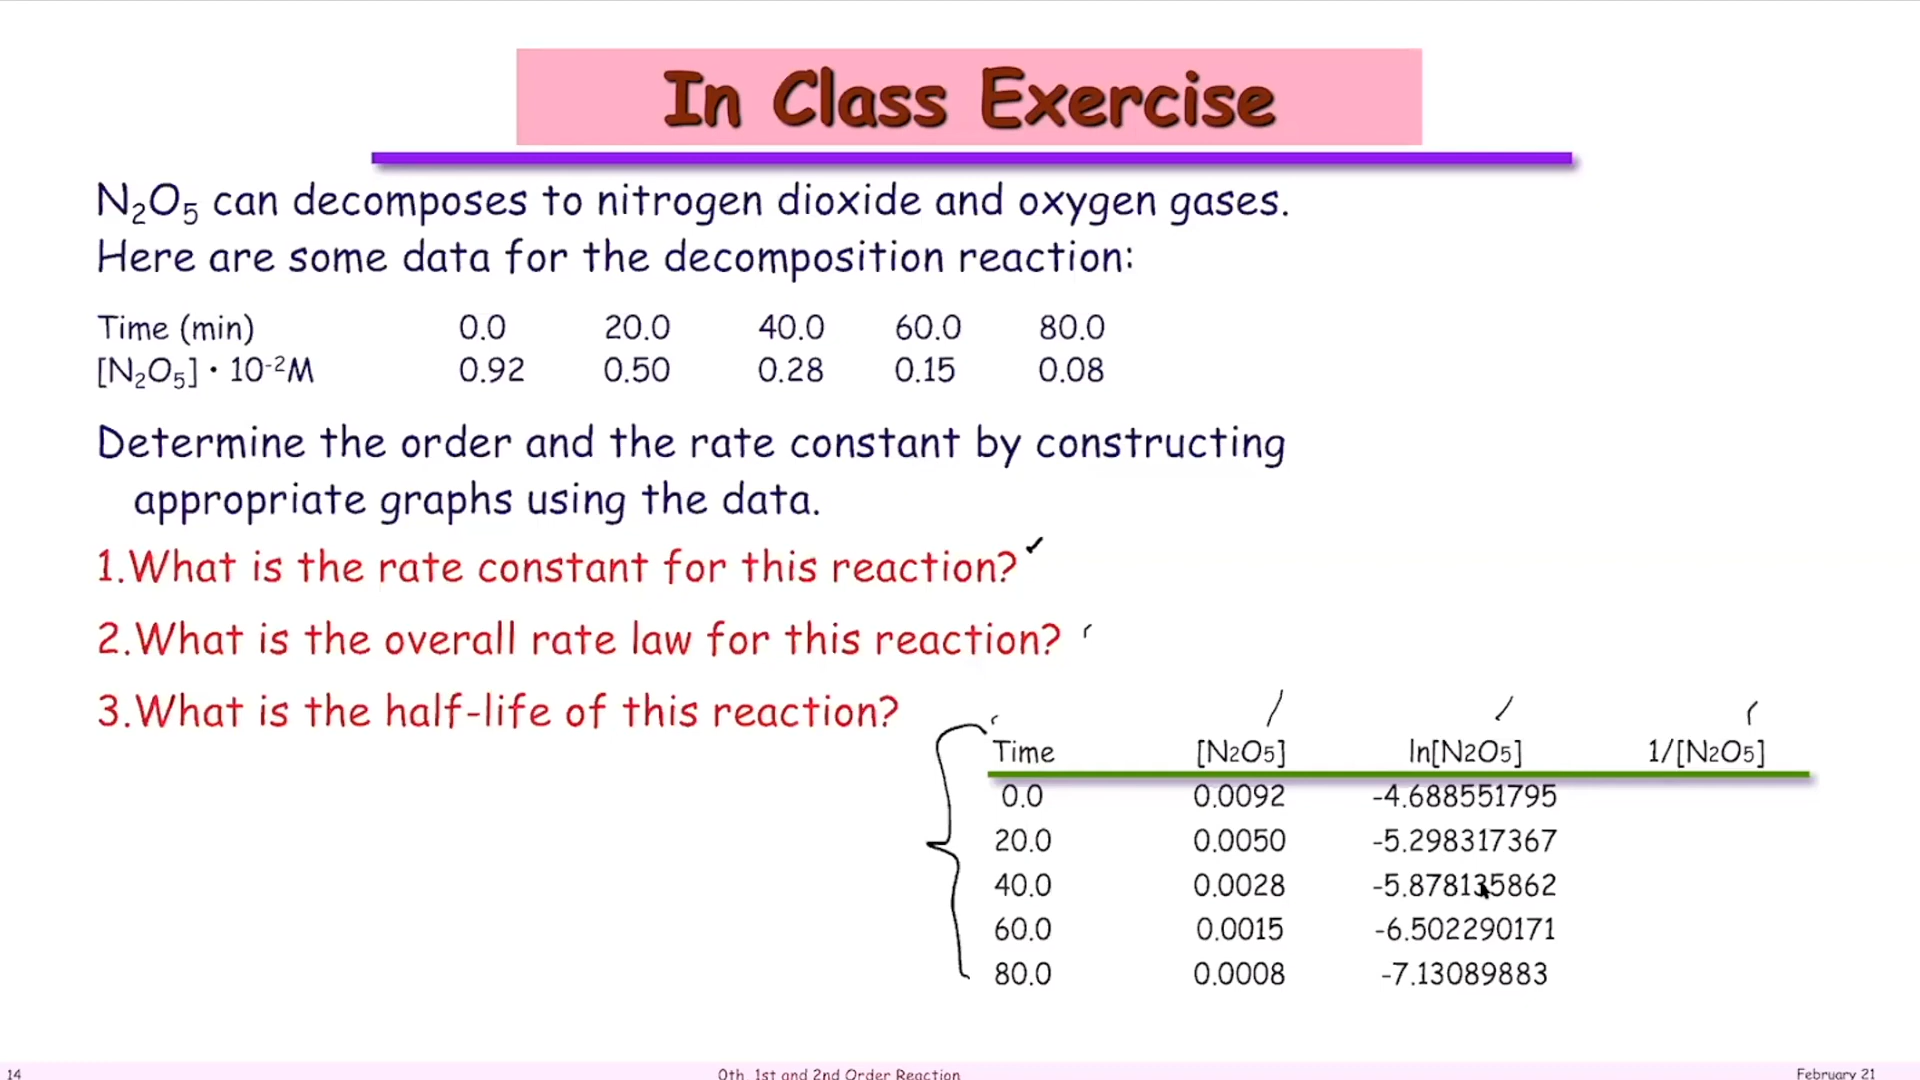 In Class Exercise
N₂O₅ can decomposes to nitrogen dioxide and oxygen gases.
Here are some data for the decomposition reaction:
Time (min) 0.0 20.0 40.0 60.0 80.0
[N₂O₅] · 10⁻²M 0.92 0.50 0.28 0.15 0.08
Determine the order and the rate constant by constructing
appropriate graphs using the data.
1.What is the rate constant for this reaction?
2.What is the overall rate law for this reaction?
3.What is the half-life of this reaction?
Time [N2O5] ln[N2O5] 1/[N2O5]
0.0 0.0092 -4.688551795
20.0 0.0050 -5.298317367
40.0 0.0028 -5.878135862
60.0 0.0015 -6.502290171
80.0 0.0008 -7.13089883
14 0th, 1st and 2nd Order Reaction February 21